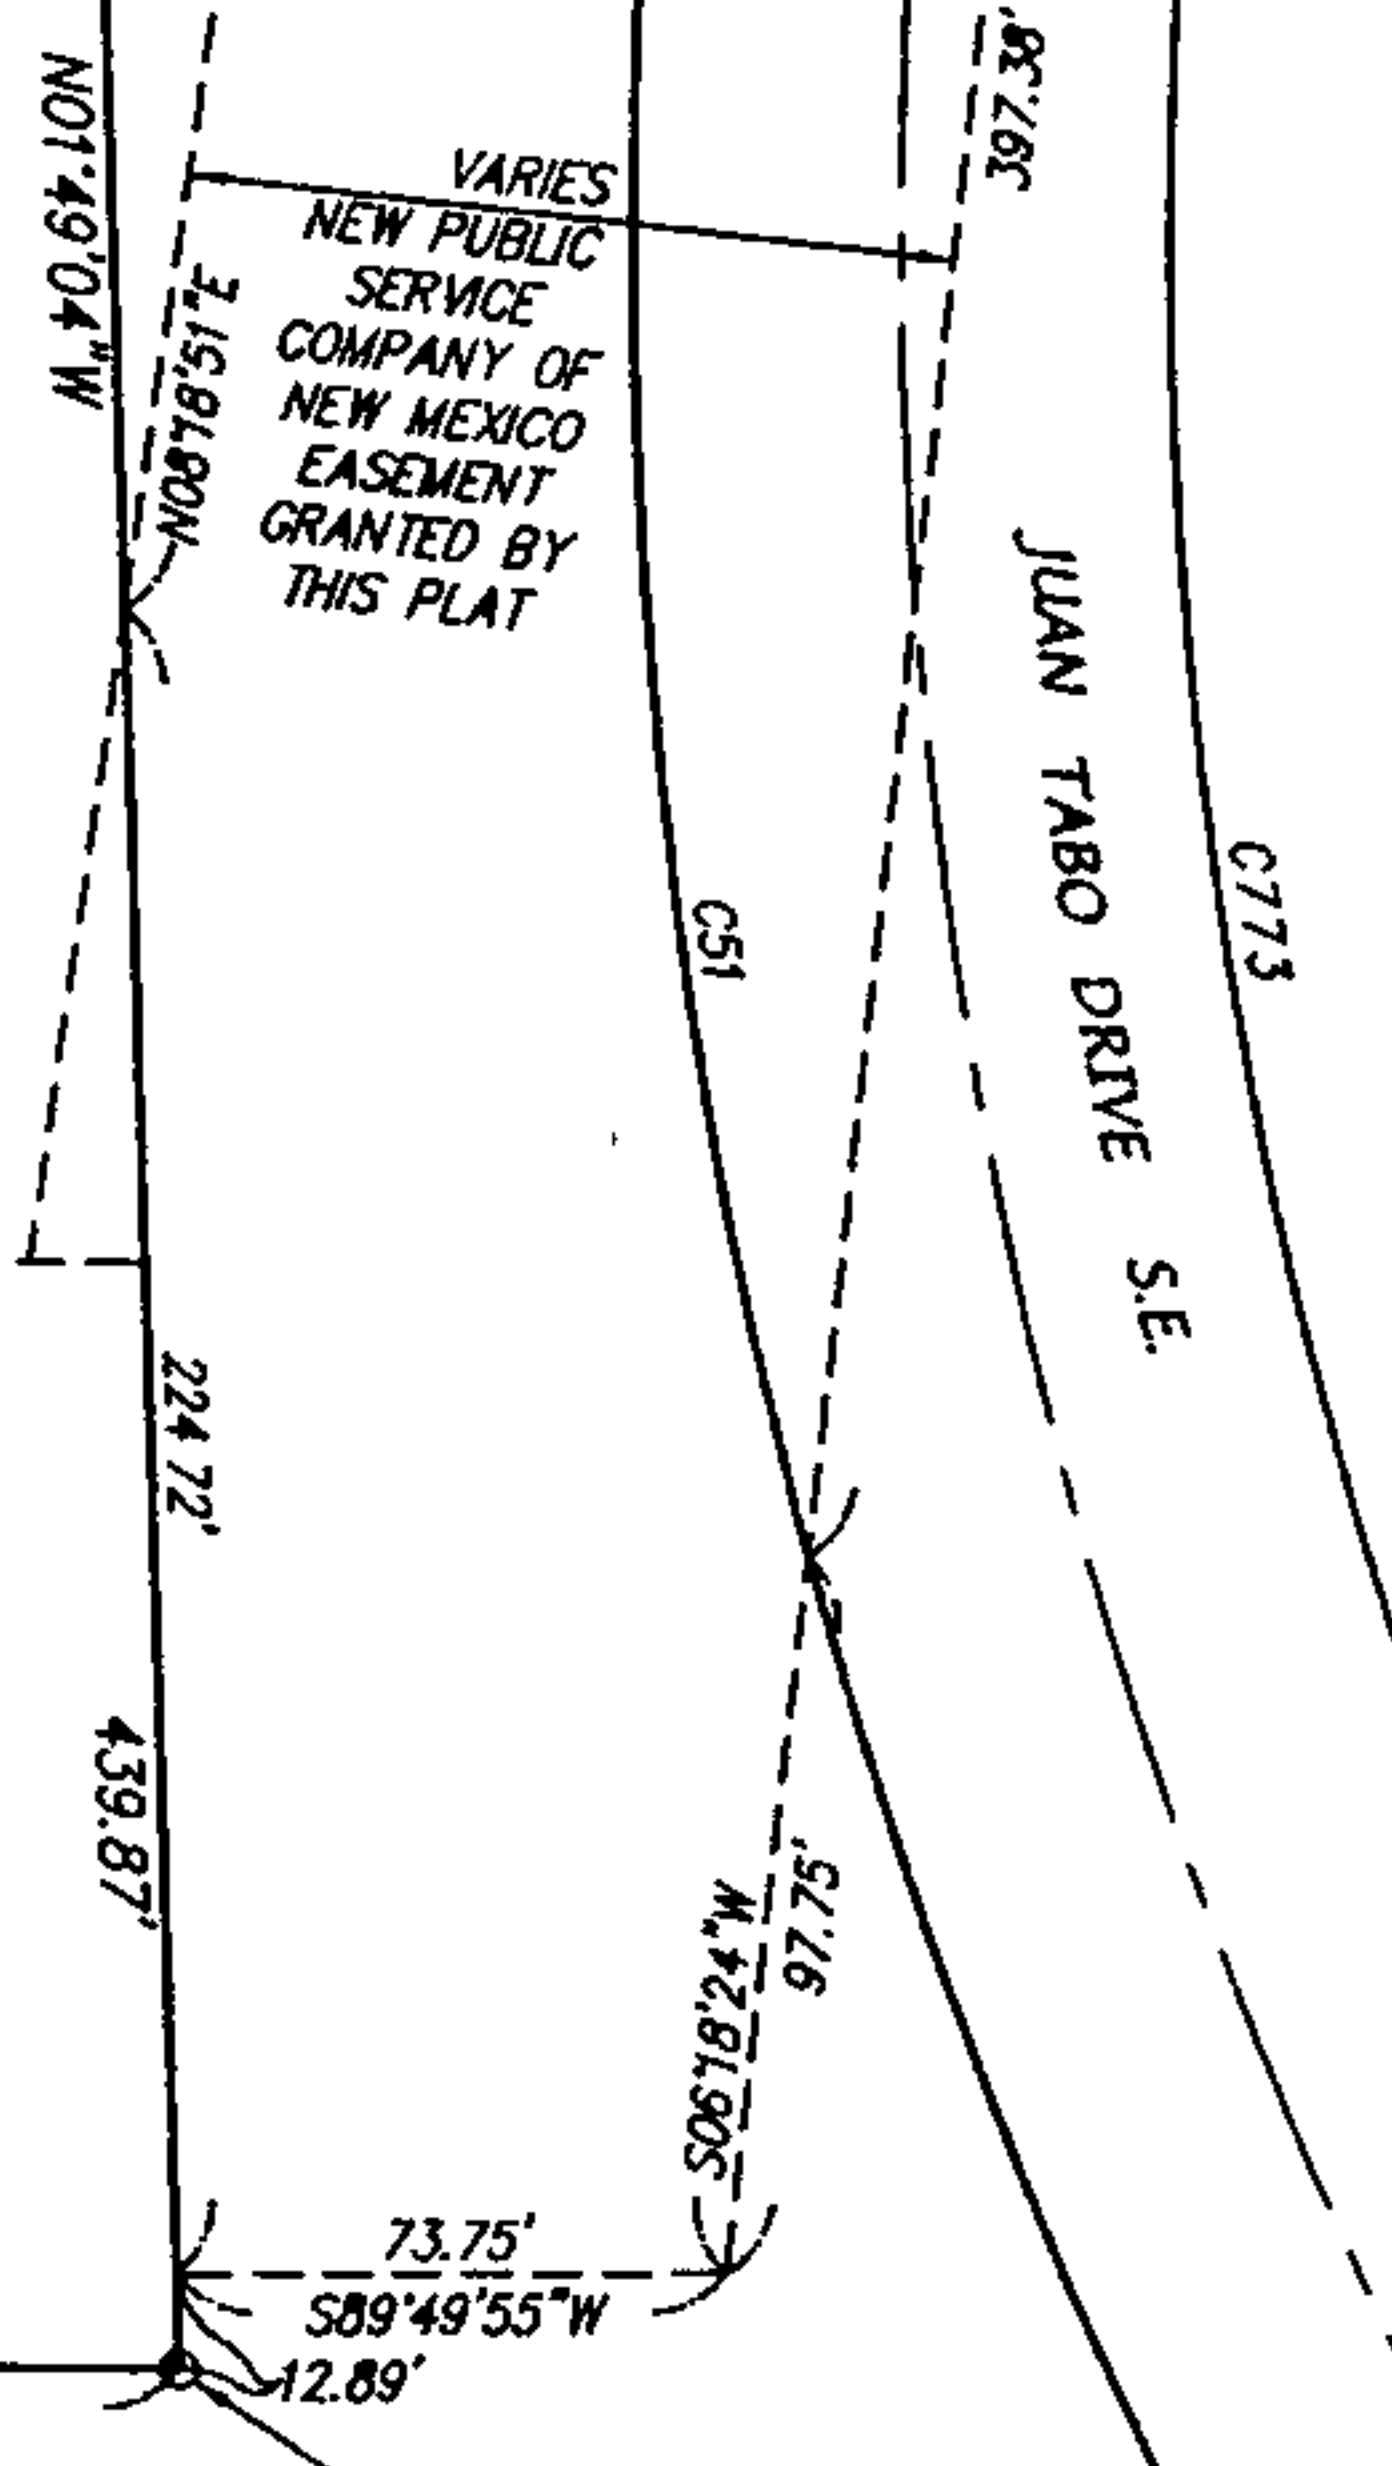 397.38'
N01°49'04"W
VARIES
NEW PUBLIC
SERVICE
COMPANY OF
NEW MEXICO
EASEMENT
GRANTED BY
THIS PLAT
N08°18'51"E
JUAN TABO DRIVE S.E.
C773
C51
224.72'
439.87'
97.75'
S06°18'24"W
73.75'
S89°49'55"W
12.89'